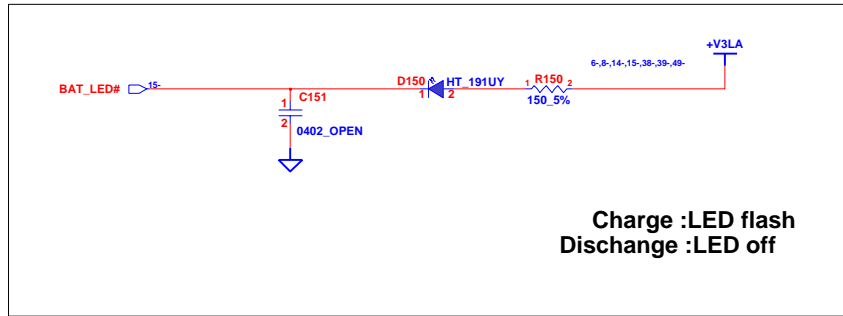 +V3LA
6-,8-,14-,15-,38-,39-,49-
BAT_LED# 15- D150 HT_191UY 1 R150 2
1 2 150_5%
1 C151
2 0402_OPEN
Charge :LED flash
Dischange :LED off